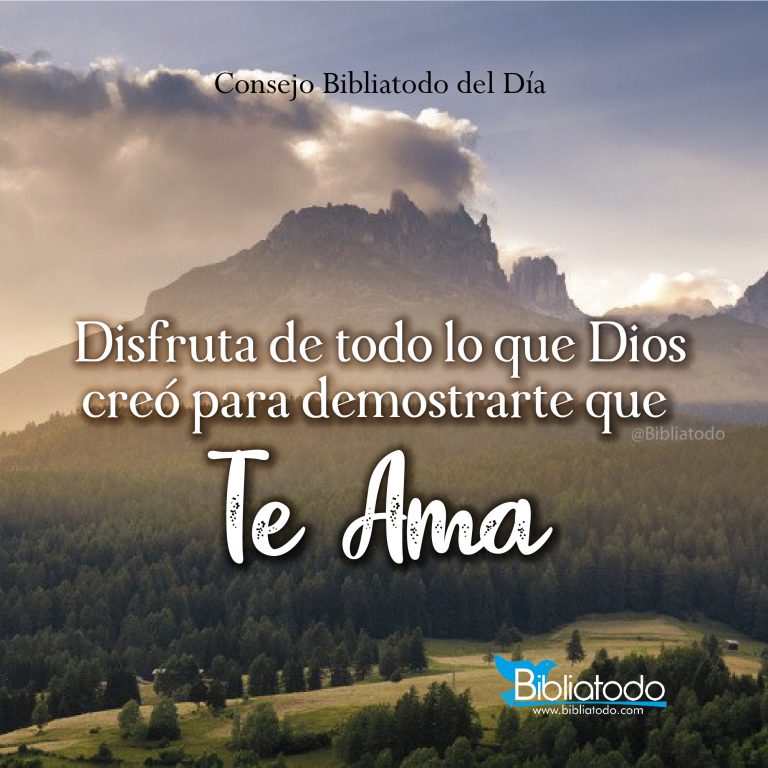 Consejo Bibliatodo del Día
Disfruta de todo lo que Dios
creó para demostrarte que
@Bibliatodo
Te Ama
Bibliatodo
www.bibliatodo.com